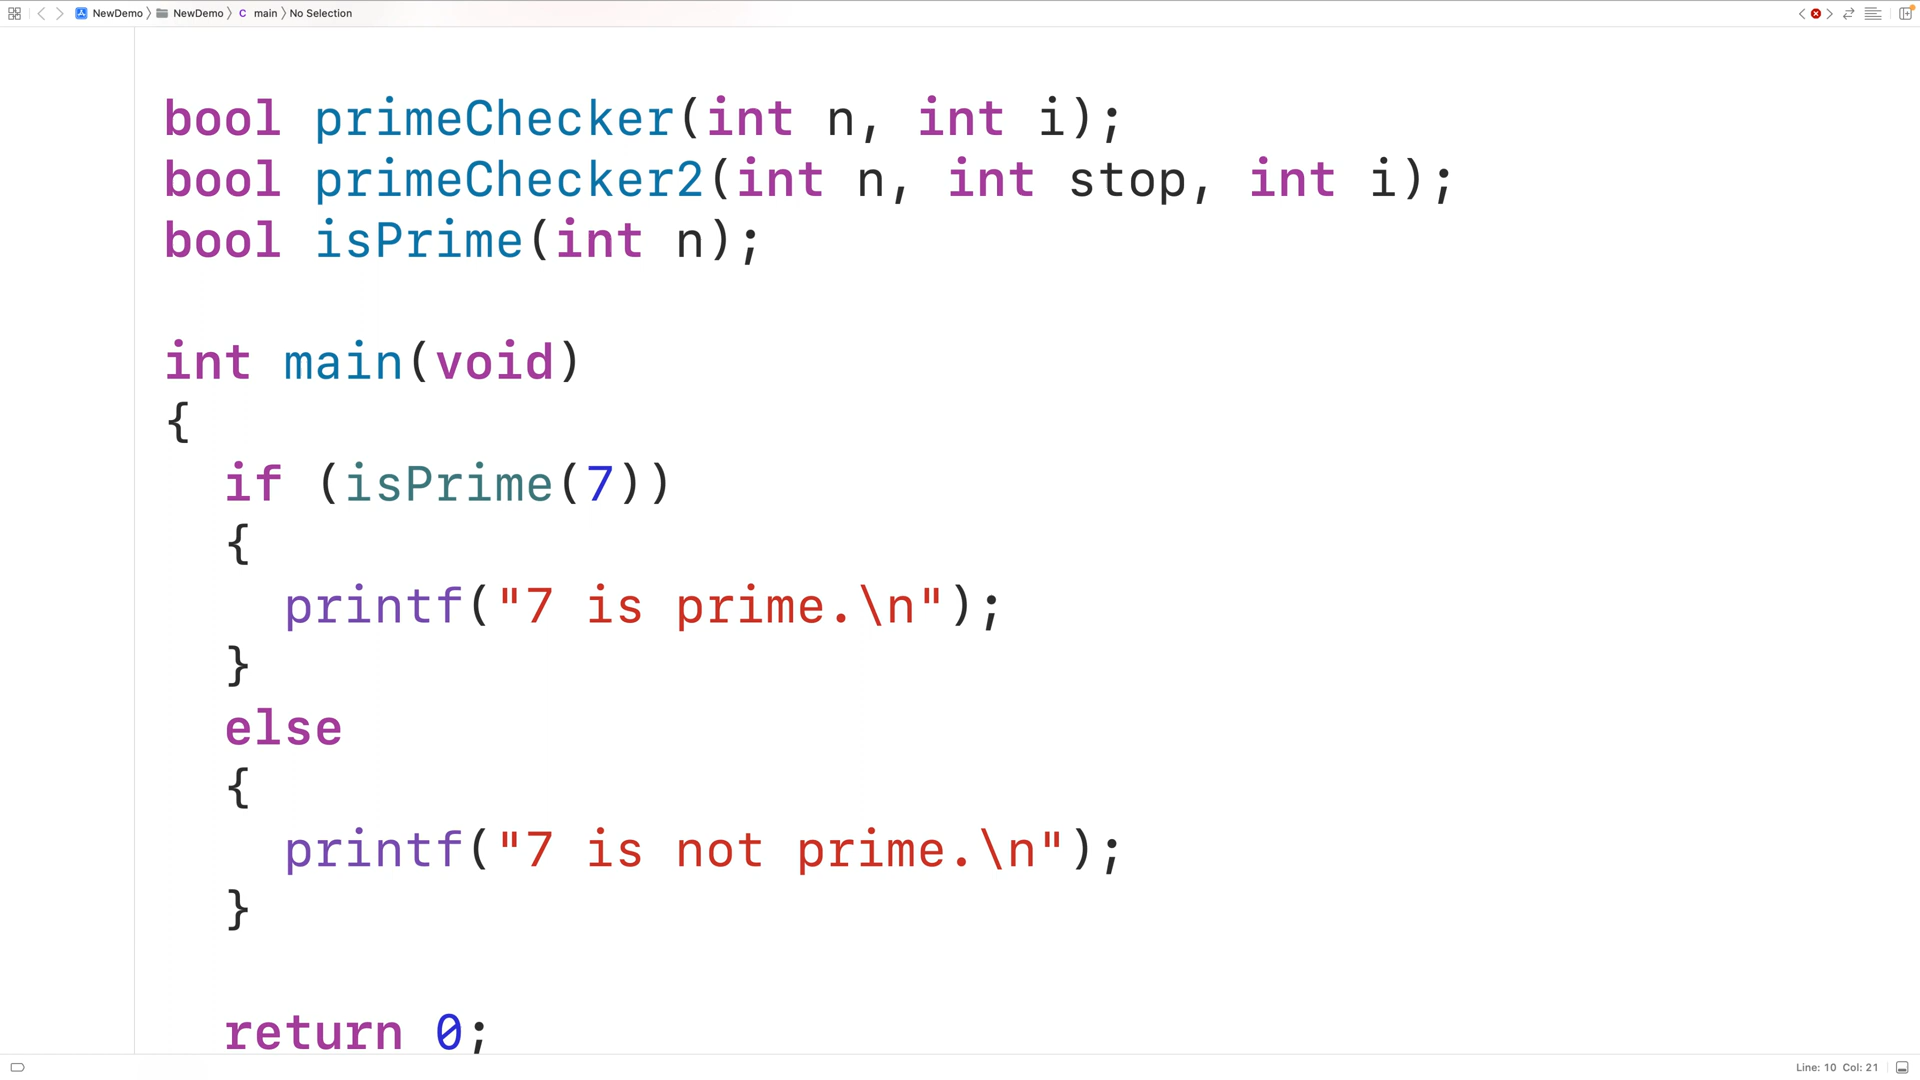 NewDemo NewDemo C main No Selection
bool primeChecker(int n, int i);
bool primeChecker2(int n, int stop, int i);
bool isPrime(int n);
int main(void)
{
if (isPrime(7))
{
printf("7 is prime.\n");
}
else
{
printf("7 is not prime.\n");
}
return 0;
Line: 10 Col: 21